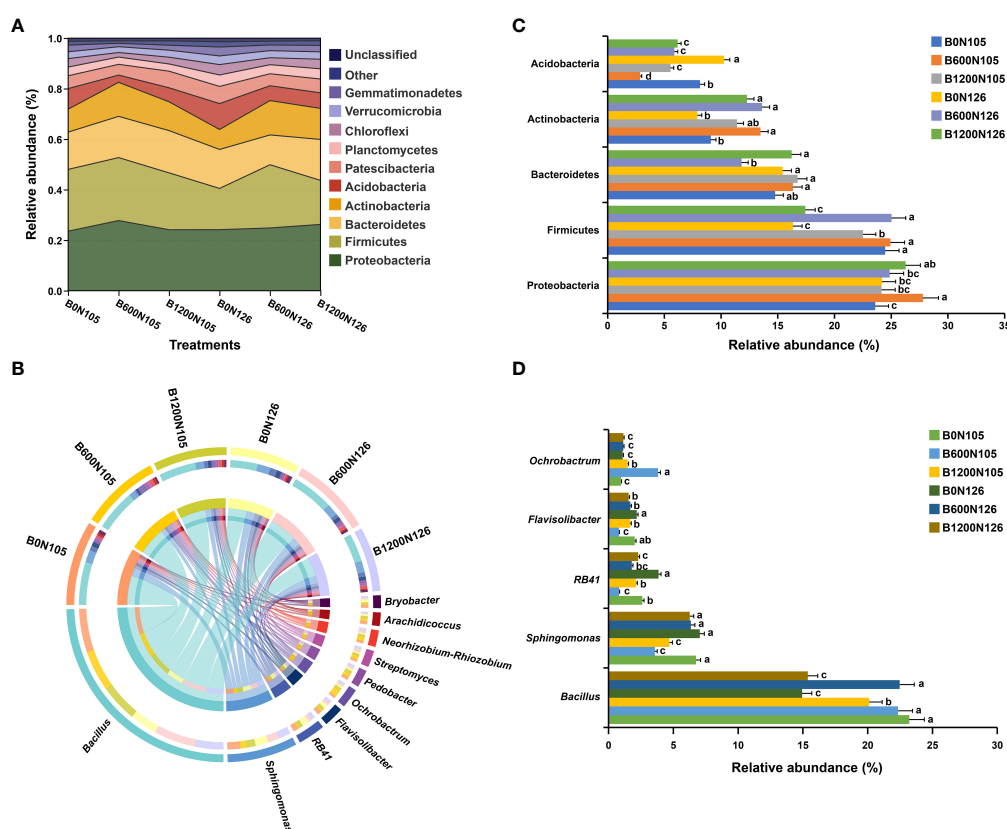 A
1.0
0.8
0.6
0.4
0.2
0.0
Relative abundance (%)
B0N105
B600N105
B1200N105
B0N126
B600N126
B1200N126
Treatments
Unclassified
Other
Gemmatimonadetes
Verrucomicrobia
Chloroflexi
Planctomycetes
Patescibacteria
Acidobacteria
Actinobacteria
Bacteroidetes
Firmicutes
Proteobacteria
C
Acidobacteria
c
c
a
c
d
b
Actinobacteria
a
a
b
ab
a
b
Bacteroidetes
a
b
a
a
a
ab
Firmicutes
c
a
c
b
a
a
Proteobacteria
ab
bc
bc
bc
a
c
0 5 10 15 20 25 30 35
Relative abundance (%)
B0N105
B600N105
B1200N105
B0N126
B600N126
B1200N126
B
B0N105
B600N105
B1200N105
B0N126
B600N126
B1200N126
Bryobacter
Arachidicoccus
Neorhizobium-Rhiozobium
Streptomyces
Pedobacter
Ochrobactrum
Flavisolibacter
RB41
Sphingomonas
Bacillus
D
Ochrobactrum
c
c
c
b
a
c
Flavisolibacter
b
b
a
b
c
ab
RB41
c
bc
a
b
c
b
Sphingomonas
a
a
a
c
c
a
Bacillus
c
a
c
b
a
a
0 5 10 15 20 25 30
Relative abundance (%)
B0N105
B600N105
B1200N105
B0N126
B600N126
B1200N126